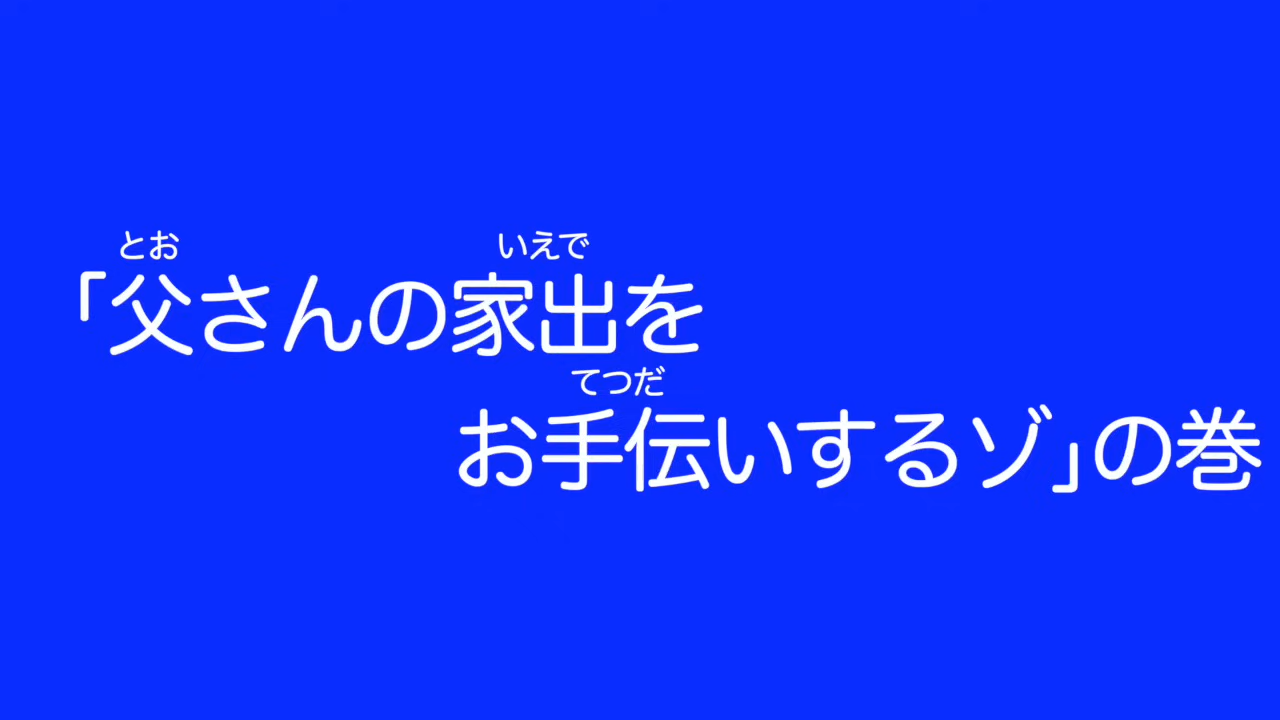 とお いえで
「父さんの家出を
てつだ
お手伝いするゾ」の巻